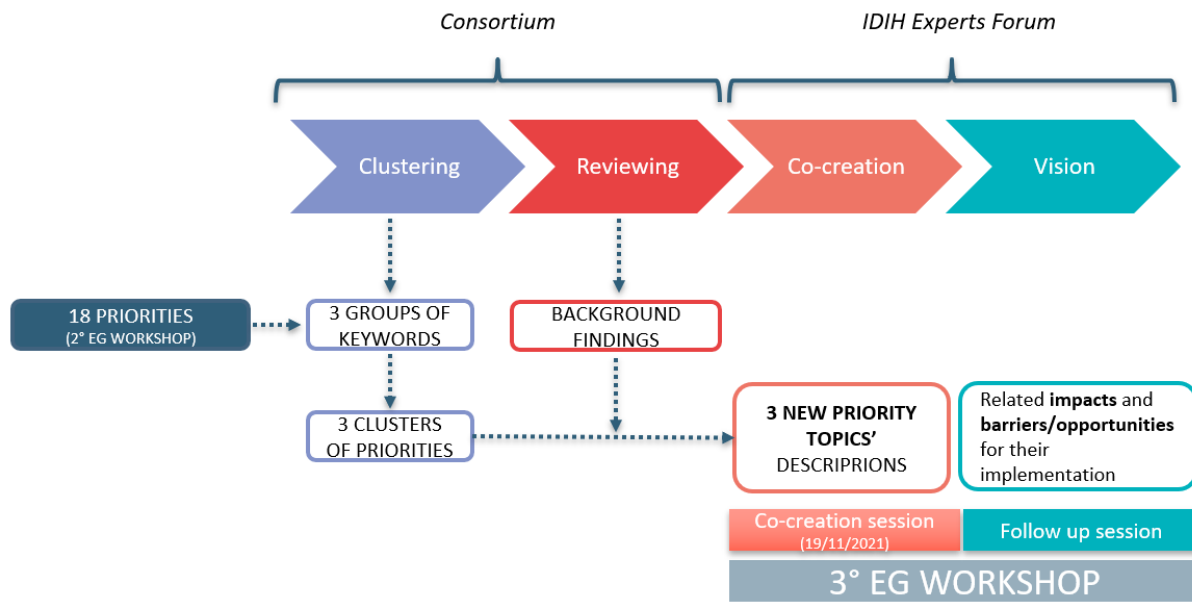 Consortium
IDIH Experts Forum
Clustering
Reviewing
Co-creation
Vision
18 PRIORITIES
(2° EG WORKSHOP)
3 GROUPS OF
KEYWORDS
BACKGROUND
FINDINGS
3 CLUSTERS
OF PRIORITIES
3 NEW PRIORITY
TOPICS’
DESCRIPRIONS
Related impacts and
barriers/opportunities
for their
implementation
Co-creation session
(19/11/2021)
Follow up session
3° EG WORKSHOP